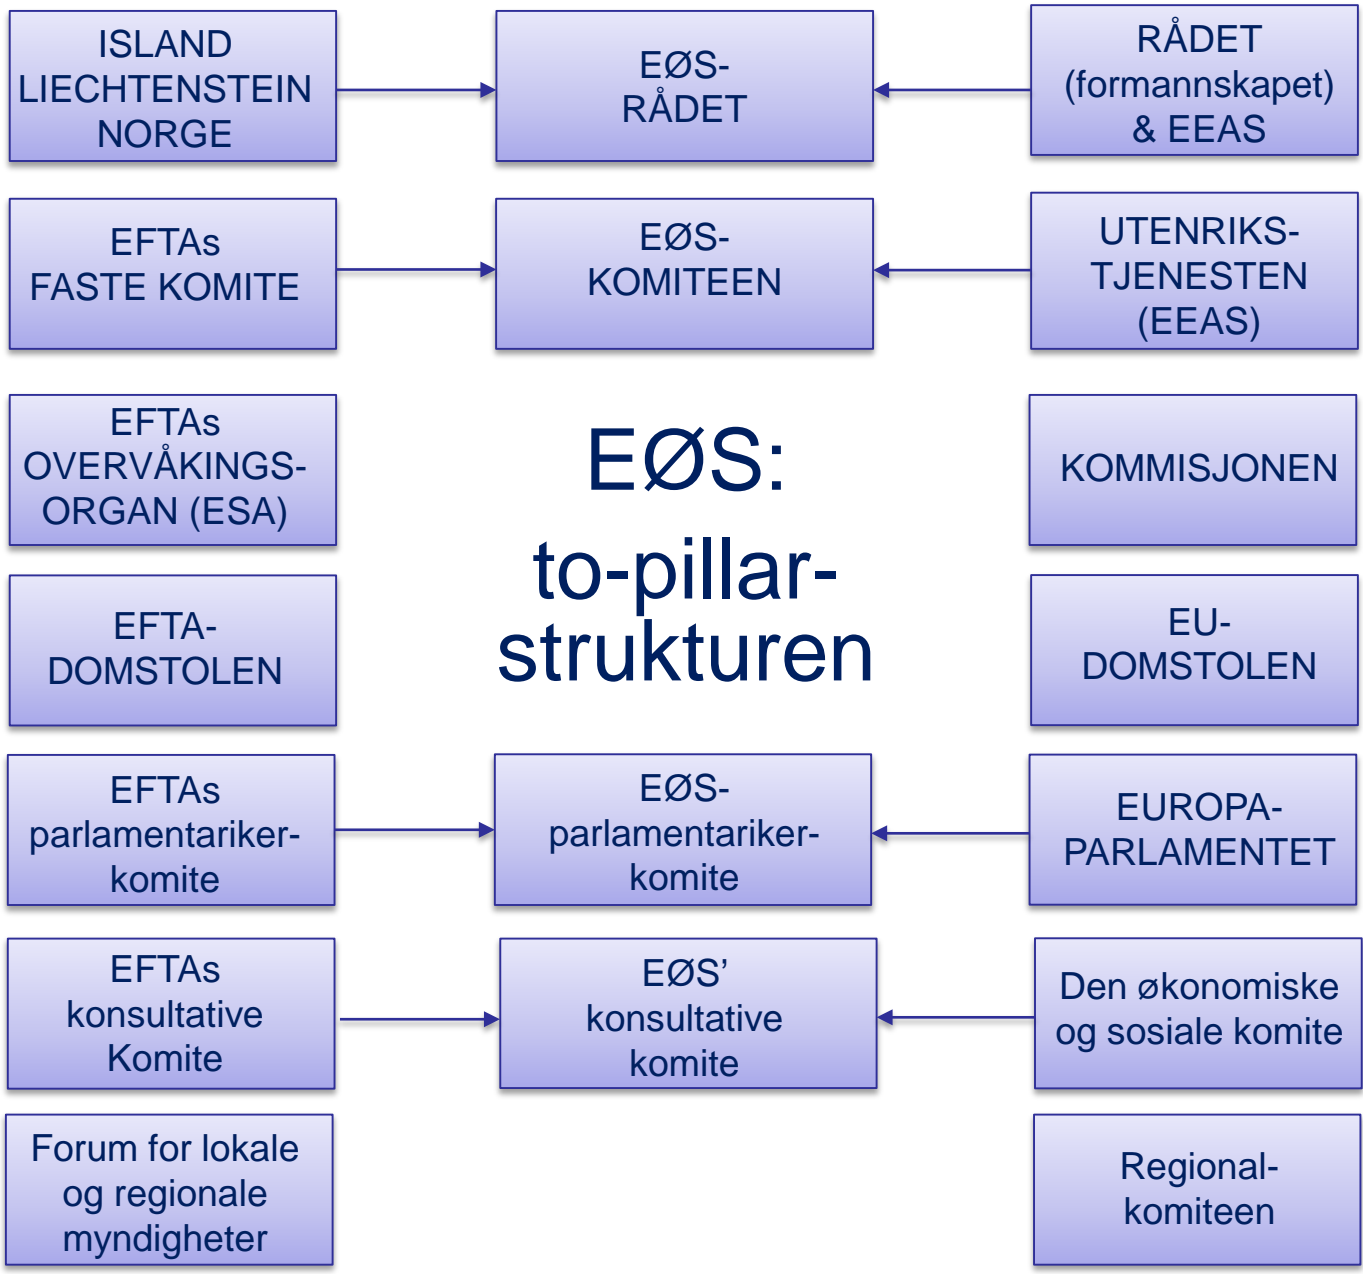 ISLAND
LIECHTENSTEIN
NORGE
EØS-
RÅDET
RÅDET
(formannskapet)
& EEAS
EFTAs
FASTE KOMITE
EØS-
KOMITEEN
UTENRIKS-
TJENESTEN
(EEAS)
EFTAs
OVERVÅKINGS-
ORGAN (ESA)
EØS:
to-pillar-
strukturen
KOMMISJONEN
EFTA-
DOMSTOLEN
EU-
DOMSTOLEN
EFTAs
parlamentariker-
komite
EØS-
parlamentariker-
komite
EUROPA-
PARLAMENTET
EFTAs
konsultative
Komite
EØS’
konsultative
komite
Den økonomiske
og sosiale komite
Forum for lokale
og regionale
myndigheter
Regional-
komiteen